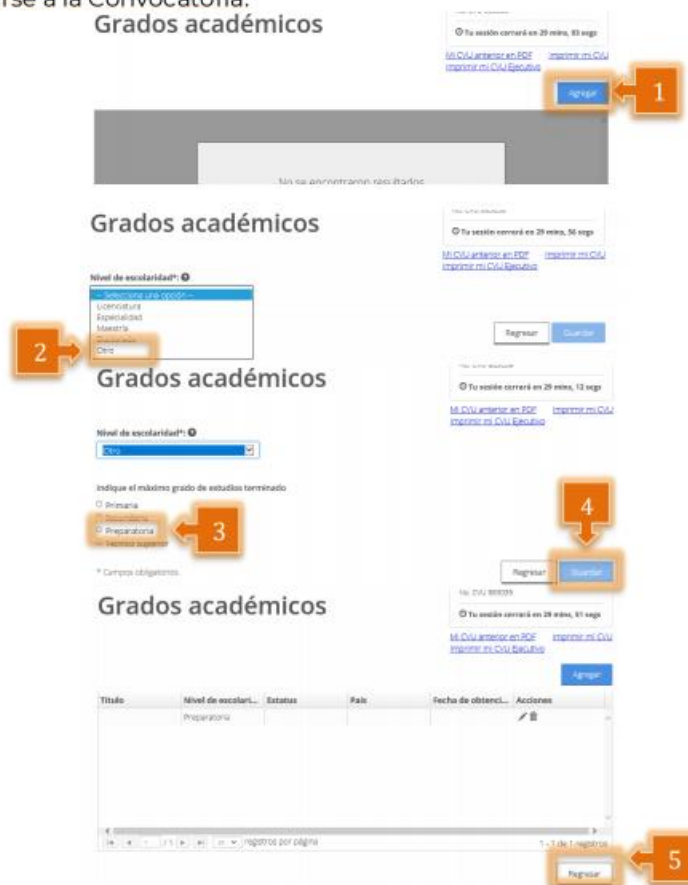 rse a la Convocatoria.
Grados académicos
Tu sesión cerrará en 29 mins, 03 segs
Mi CVU anterior en PDF Imprimir mi CVU
Imprimir mi CVU Ejecutivo
Agregar
1
No se encontraron resultados
Grados académicos
Tu sesión cerrará en 29 mins, 56 segs
Mi CVU anterior en PDF Imprimir mi CVU
Imprimir mi CVU Ejecutivo
Nivel de escolaridad*:
-- Seleccione una opción --
Licenciatura
Especialidad
Maestría
Otro
2
Regresar Guardar
Grados académicos
Tu sesión cerrará en 29 mins, 12 segs
Mi CVU anterior en PDF Imprimir mi CVU
Imprimir mi CVU Ejecutivo
Nivel de escolaridad*:
Otro
Indique el máximo grado de estudios terminado
Primaria
Preparatoria
3
4
* Campos obligatorios
Regresar Guardar
Grados académicos
Tu sesión cerrará en 29 mins, 51 segs
Mi CVU anterior en PDF Imprimir mi CVU
Imprimir mi CVU Ejecutivo
Agregar
Título Nivel de escolari... Estatus País Fecha de obtenci... Acciones
Preparatoria
registros por página 1 - 1 de 1 registros
Regresar
5